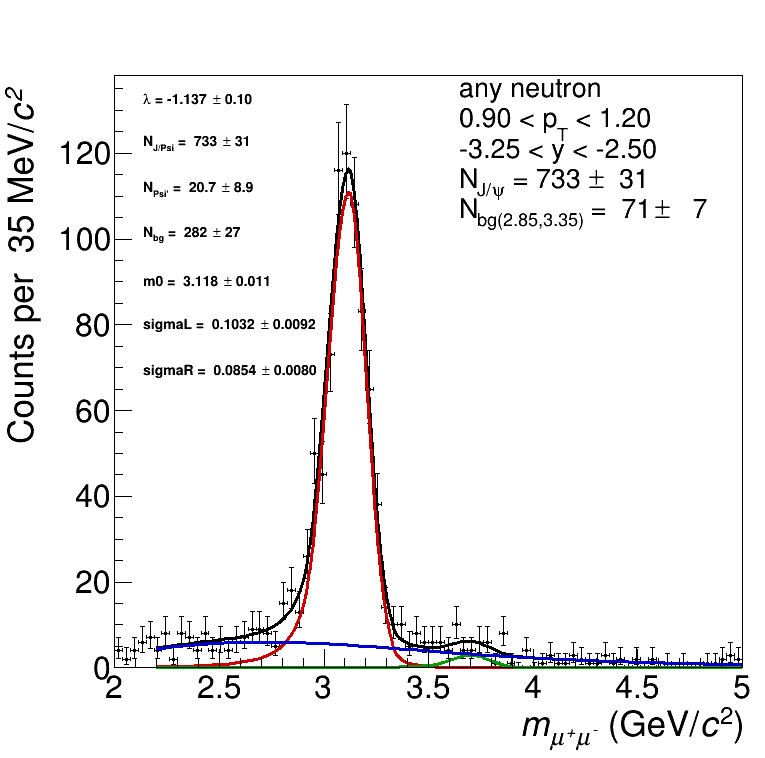 Counts per 35 MeV/c²
λ = -1.137 ± 0.10
N_J/Psi = 733 ± 31
N_Psi' = 20.7 ± 8.9
N_bg = 282 ± 27
m0 = 3.118 ± 0.011
sigmaL = 0.1032 ± 0.0092
sigmaR = 0.0854 ± 0.0080
any neutron
0.90 < p_T < 1.20
-3.25 < y < -2.50
N_J/ψ = 733 ± 31
N_bg(2.85,3.35) = 71 ± 7
120
100
80
60
40
20
0
2 2.5 3 3.5 4 4.5 5
m_μ⁺μ⁻ (GeV/c²)